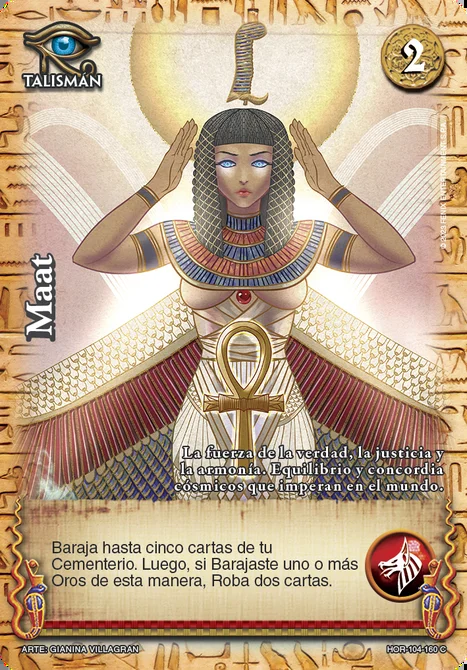 TALISMÁN
2
Maat
La fuerza de la verdad, la justicia y
la armonía. Equilibrio y concordia
cósmicos que imperan en el mundo.
Baraja hasta cinco cartas de tu
Cementerio. Luego, si Barajaste uno o más
Oros de esta manera, Roba dos cartas.
ARTE: GIANINA VILLAGRAN
HOR-104-160 C